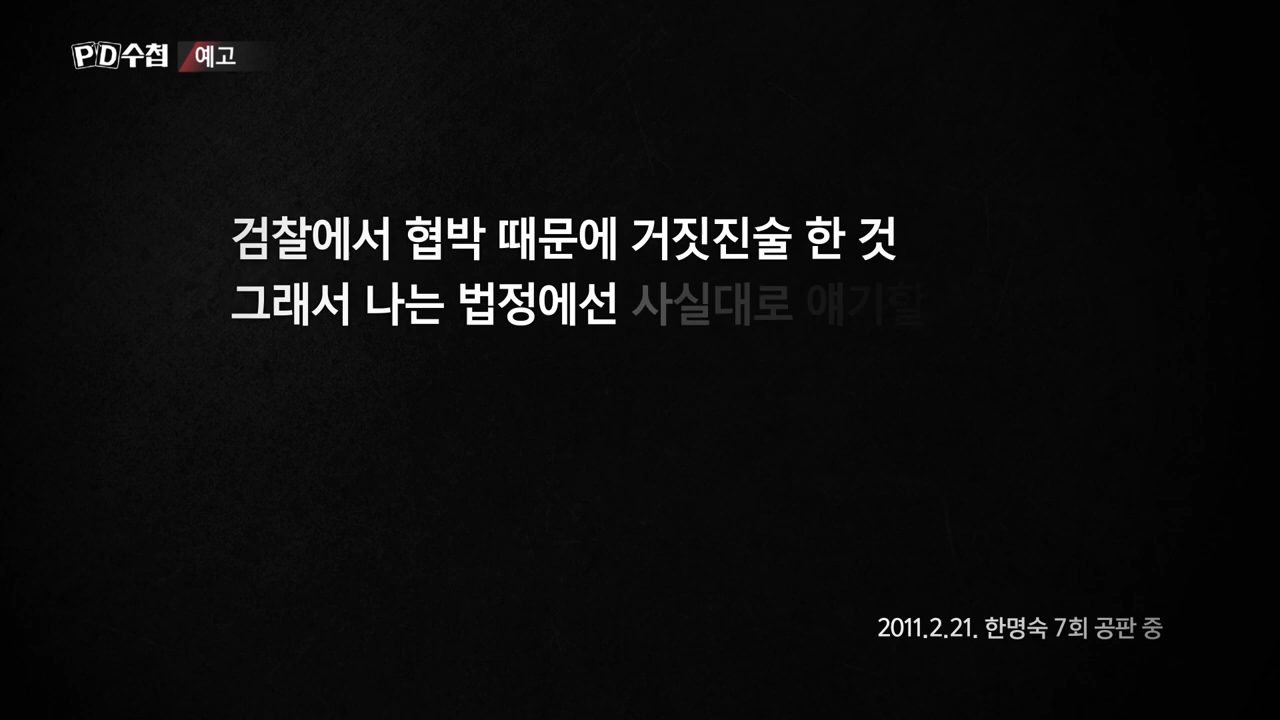 PD수첩 예고
검찰에서 협박 때문에 거짓진술 한 것
그래서 나는 법정에선 사실대로 얘기할
2011.2.21. 한명숙 7회 공판 중